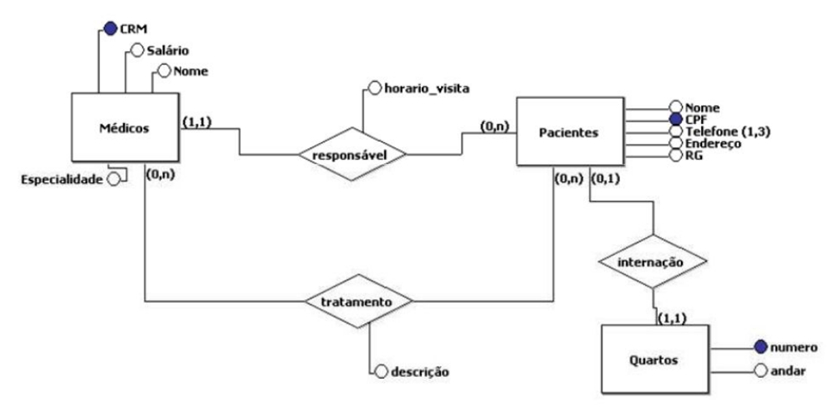 CRM
Salário
Nome
Médicos
Especialidade
(1,1)
(0,n)
horario_visita
responsável
(0,n)
Pacientes
Nome
CPF
Telefone (1,3)
Endereço
RG
(0,n)
(0,1)
internação
tratamento
descrição
(1,1)
Quartos
numero
andar